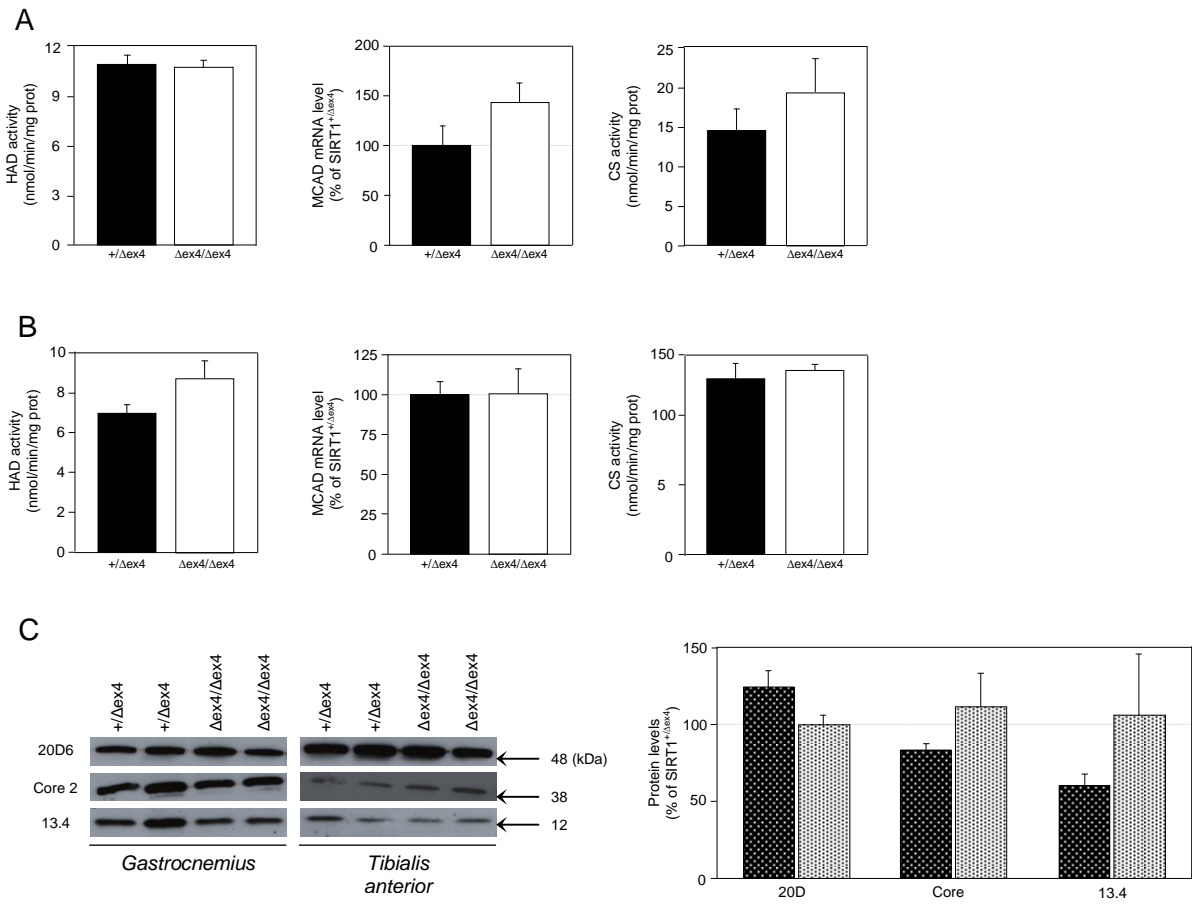 A
HAD activity
(nmol/min/mg prot)
12
9
6
3
0
+/Δex4 Δex4/Δex4
MCAD mRNA level
(% of SIRT1+/Δex4)
200
150
100
50
0
+/Δex4 Δex4/Δex4
CS activity
(nmol/min/mg prot)
25
20
15
10
5
0
+/Δex4 Δex4/Δex4
B
HAD activity
(nmol/min/mg prot)
10
8
6
4
2
0
+/Δex4 Δex4/Δex4
MCAD mRNA level
(% of SIRT1+/Δex4)
125
100
75
50
25
0
+/Δex4 Δex4/Δex4
CS activity
(nmol/min/mg prot)
150
100
5
0
+/Δex4 Δex4/Δex4
C
+/Δex4 +/Δex4 Δex4/Δex4 Δex4/Δex4 +/Δex4 +/Δex4 Δex4/Δex4 Δex4/Δex4
20D6
48 (kDa)
Core 2
38
13.4
12
Gastrocnemius
Tibialis
anterior
Protein levels
(% of SIRT1+/Δex4)
150
100
50
0
20D Core 13.4